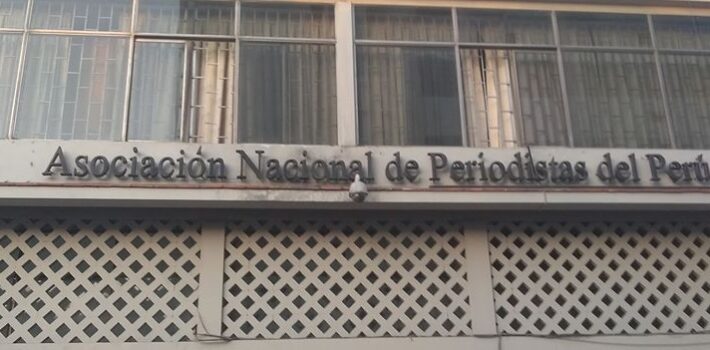 Asociación Nacional de Periodistas del Perú